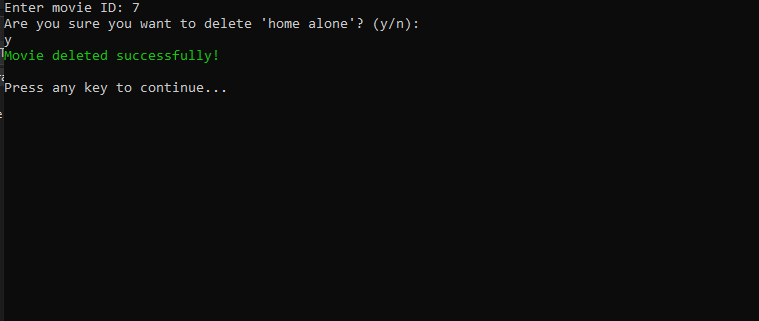 Enter movie ID: 7
Are you sure you want to delete 'home alone'? (y/n):
y
Movie deleted successfully!
Press any key to continue...